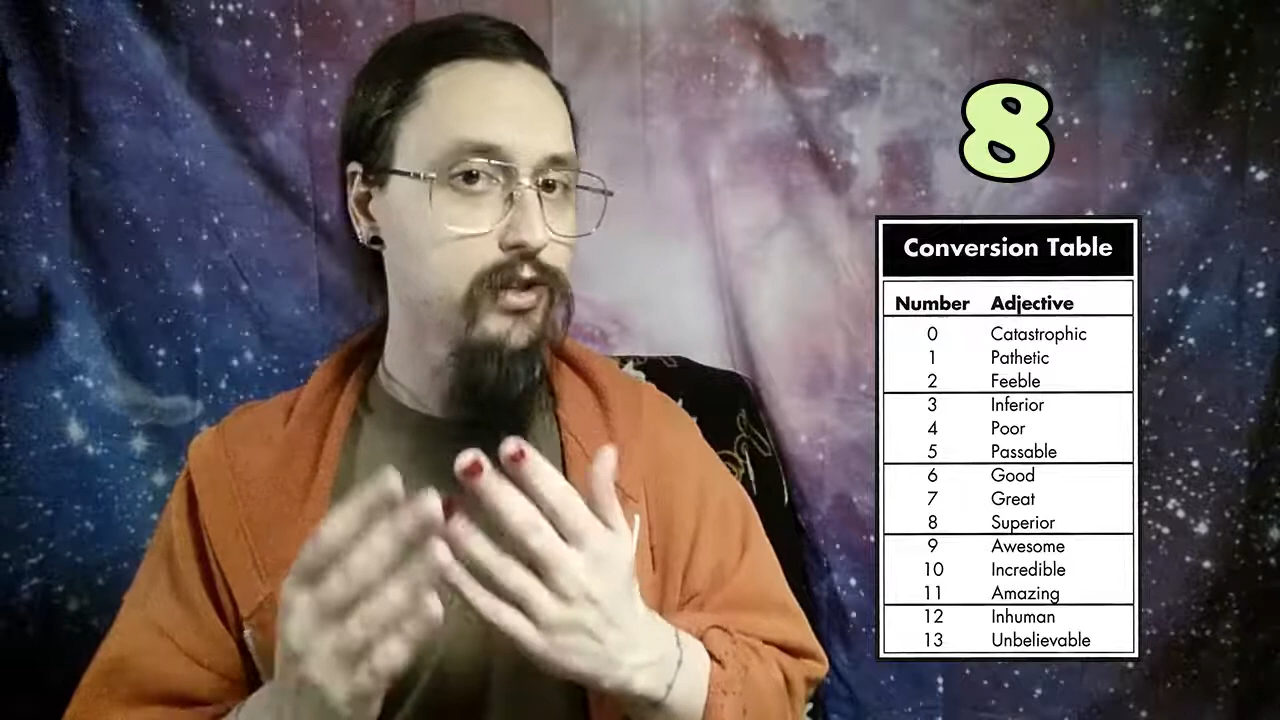 8
Conversion Table
Number Adjective
0 Catastrophic
1 Pathetic
2 Feeble
3 Inferior
4 Poor
5 Passable
6 Good
7 Great
8 Superior
9 Awesome
10 Incredible
11 Amazing
12 Inhuman
13 Unbelievable